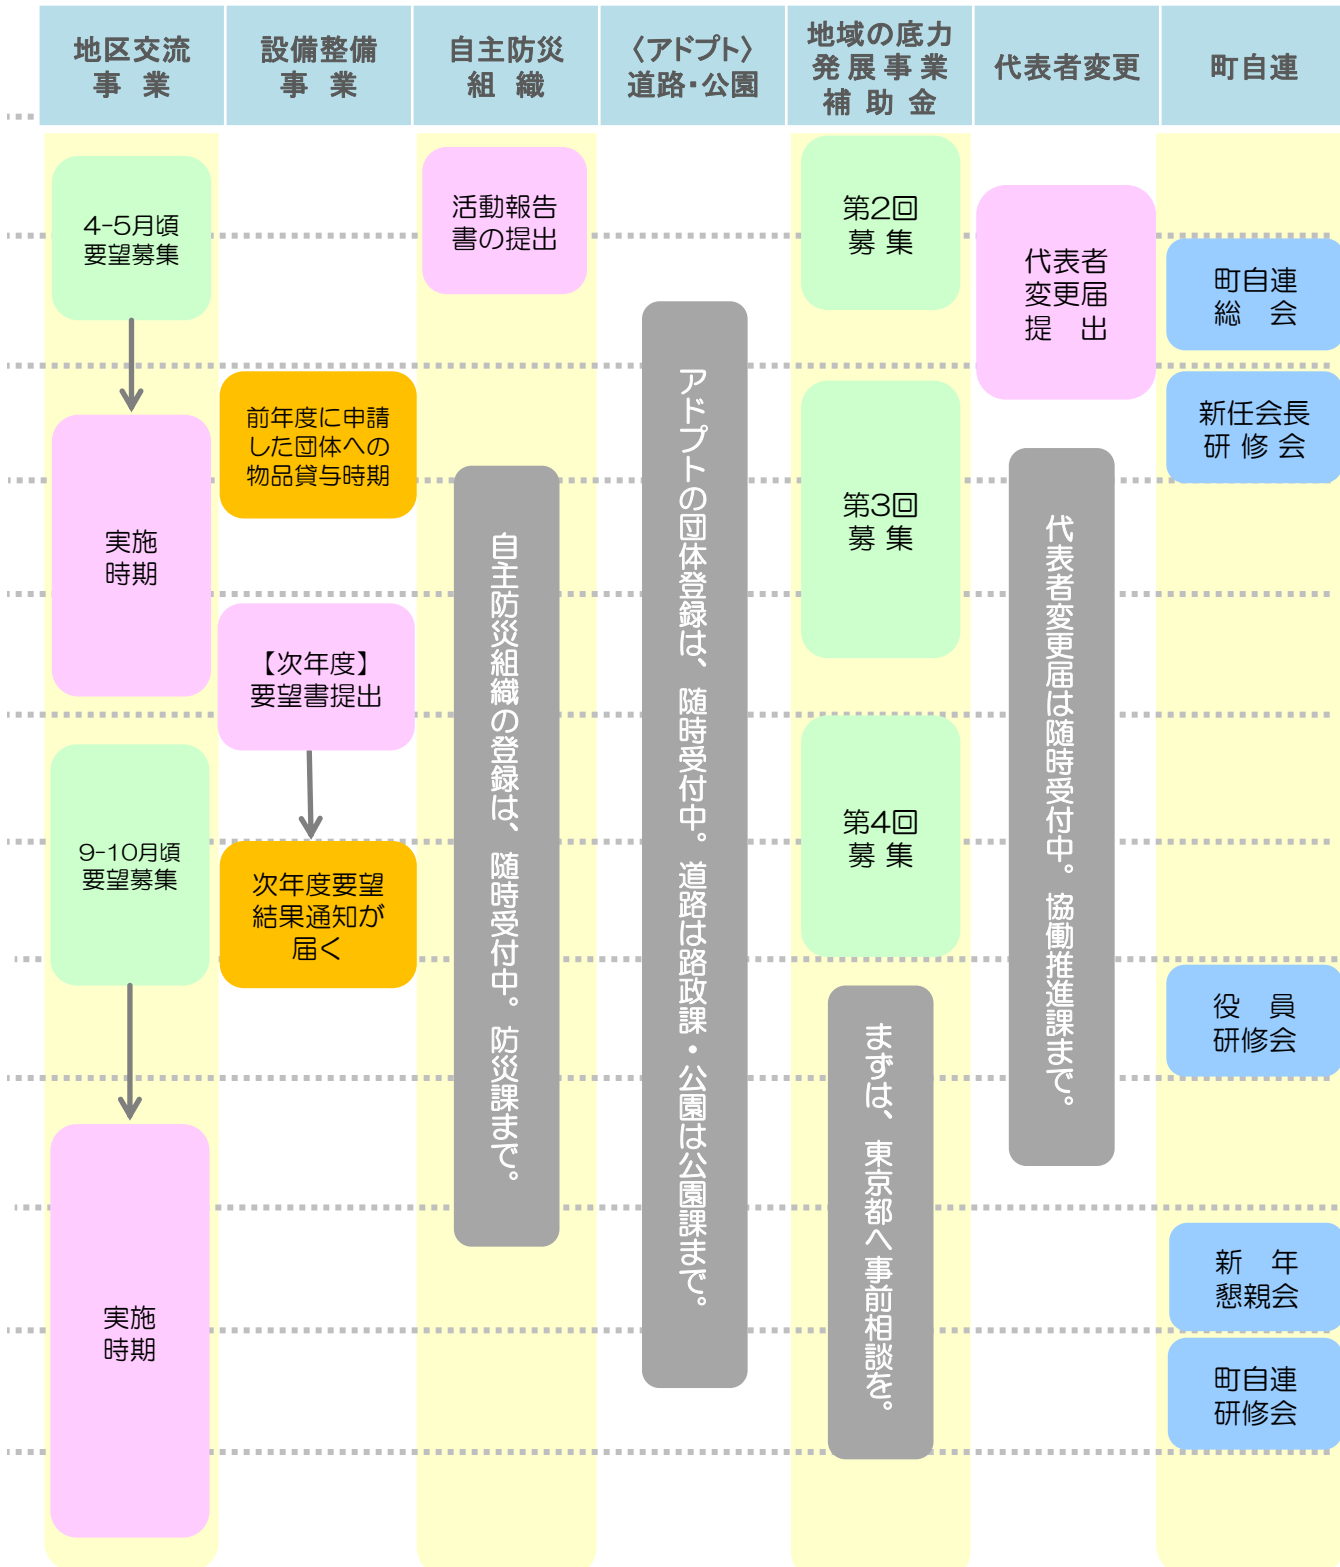 地区交流
事 業
設備整備
事 業
自主防災
組 織
〈アドプト〉
道路・公園
地域の底力
発展事業
補 助 金
代表者変更
町自連
4-5月頃
要望募集
実施
時期
9-10月頃
要望募集
実施
時期
前年度に申請
した団体への
物品貸与時期
【次年度】
要望書提出
次年度要望
結果通知が
届く
活動報告
書の提出
自主防災組織の登録は、随時受付中。防災課まで。
アドプトの団体登録は、随時受付中。道路は路政課・公園は公園課まで。
第2回
募 集
第3回
募 集
第4回
募 集
まずは、東京都へ事前相談を。
代表者
変更届
提 出
代表者変更届は随時受付中。協働推進課まで。
町自連
総 会
新任会長
研 修 会
役 員
研修会
新 年
懇親会
町自連
研修会